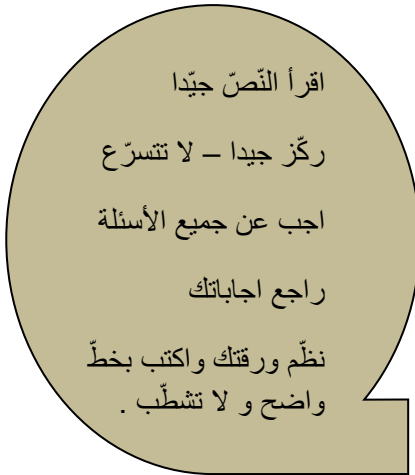 اقرأ النّصّ جيّدا
ركّز جيدا – لا تتسرّع
اجب عن جميع الأسئلة
راجع اجاباتك
نظّم ورقتك واكتب بخطّ
واضح و لا تشطّب .